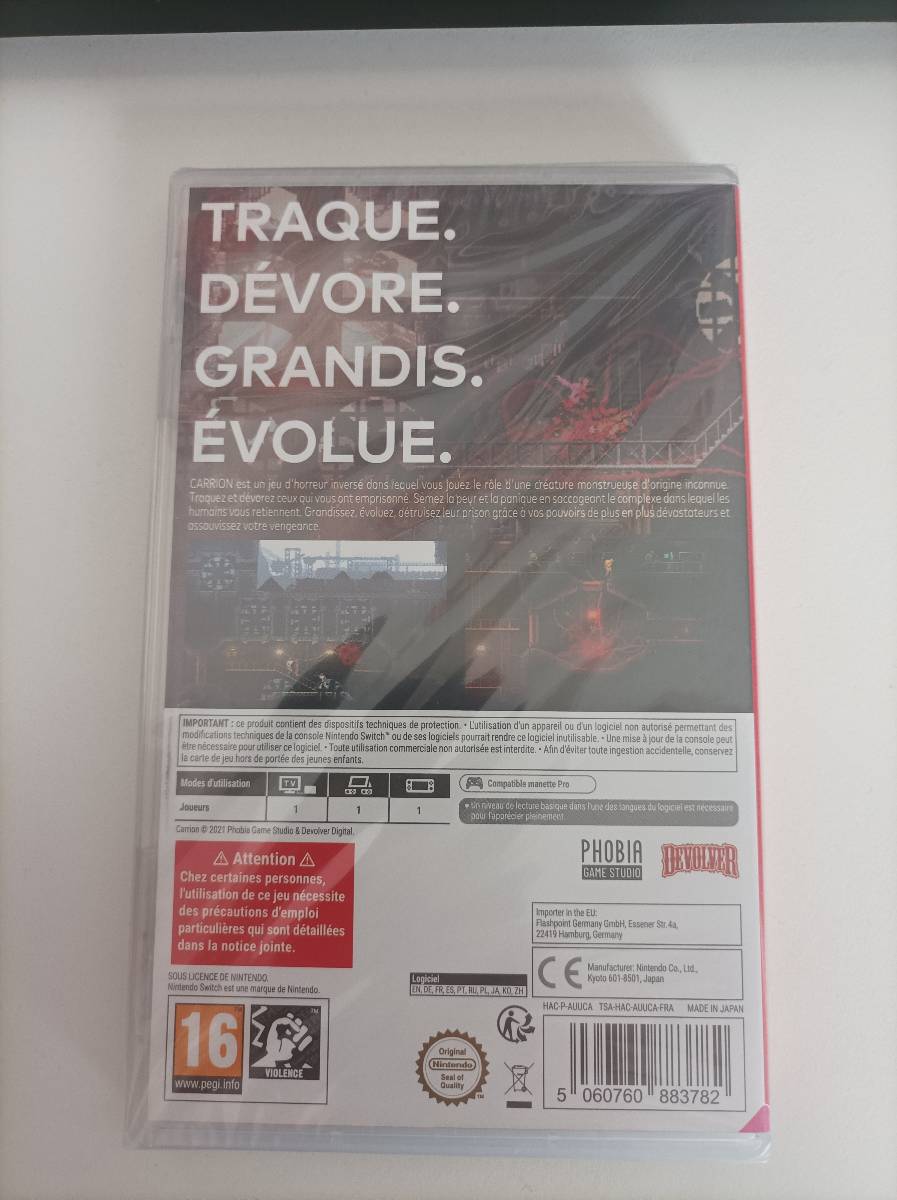 TRAQUE.
DÉVORE.
GRANDIS.
ÉVOLUE.
CARRION est un jeu d'horreur inversé dans lequel vous jouez le rôle d'une créature monstrueuse d'origine inconnue.
Traquez et dévorez ceux qui vous ont emprisonné. Semez la peur et la panique en saccageant le complexe dans lequel les
humains vous retiennent. Grandissez, évoluez, détruisez leur prison grâce à vos pouvoirs de plus en plus dévastateurs et
assouvissez votre vengeance.
IMPORTANT : ce produit contient des dispositifs techniques de protection. • L'utilisation d'un appareil ou d'un logiciel non autorisé permettant des
modifications techniques de la console Nintendo Switch™ ou de ses logiciels pourrait rendre ce logiciel inutilisable. • Une mise à jour de la console peut
être nécessaire pour utiliser ce logiciel. • Toute utilisation commerciale non autorisée est interdite. • Afin d'éviter toute ingestion accidentelle, conservez
la carte de jeu hors de portée des jeunes enfants.
Modes d'utilisation
TV
Compatible manette Pro
Joueurs 1 1 1
• Un niveau de lecture basique dans l'une des langues du logiciel est nécessaire
pour l'apprécier pleinement.
Carrion © 2021 Phobia Game Studio & Devolver Digital.
⚠ Attention ⚠
Chez certaines personnes,
l'utilisation de ce jeu nécessite
des précautions d'emploi
particulières qui sont détaillées
dans la notice jointe.
PHOBIA
GAME STUDIO
DEVOLVER
Importer in the EU:
Flashpoint Germany GmbH, Essener Str. 4a,
22419 Hamburg, Germany
CE
Manufacturer: Nintendo Co., Ltd.,
Kyoto 601-8501, Japan
SOUS LICENCE DE NINTENDO.
Nintendo Switch est une marque de Nintendo.
Logiciel
EN, DE, FR, ES, PT, RU, PL, JA, KO, ZH
HAC-P-AUUCA TSA-HAC-AUUCA-FRA MADE IN JAPAN
16
www.pegi.info
VIOLENCE
™
Original
Nintendo
Seal of
Quality
™
5 060760 883782